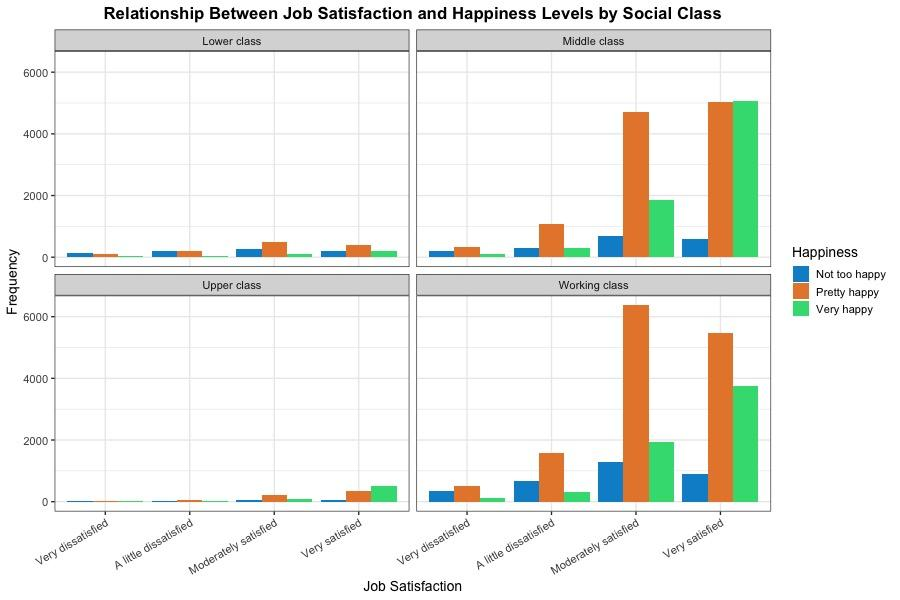 Relationship Between Job Satisfaction and Happiness Levels by Social Class
Lower class
Middle class
6000
4000
2000
0
Upper class
Working class
6000
4000
2000
0
Frequency
Very dissatisfied
A little dissatisfied
Moderately satisfied
Very satisfied
Very dissatisfied
A little dissatisfied
Moderately satisfied
Very satisfied
Job Satisfaction
Happiness
Not too happy
Pretty happy
Very happy